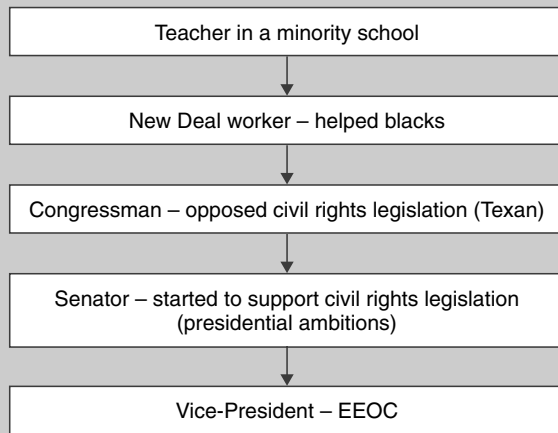 Teacher in a minority school
New Deal worker – helped blacks
Congressman – opposed civil rights legislation (Texan)
Senator – started to support civil rights legislation
(presidential ambitions)
Vice-President – EEOC